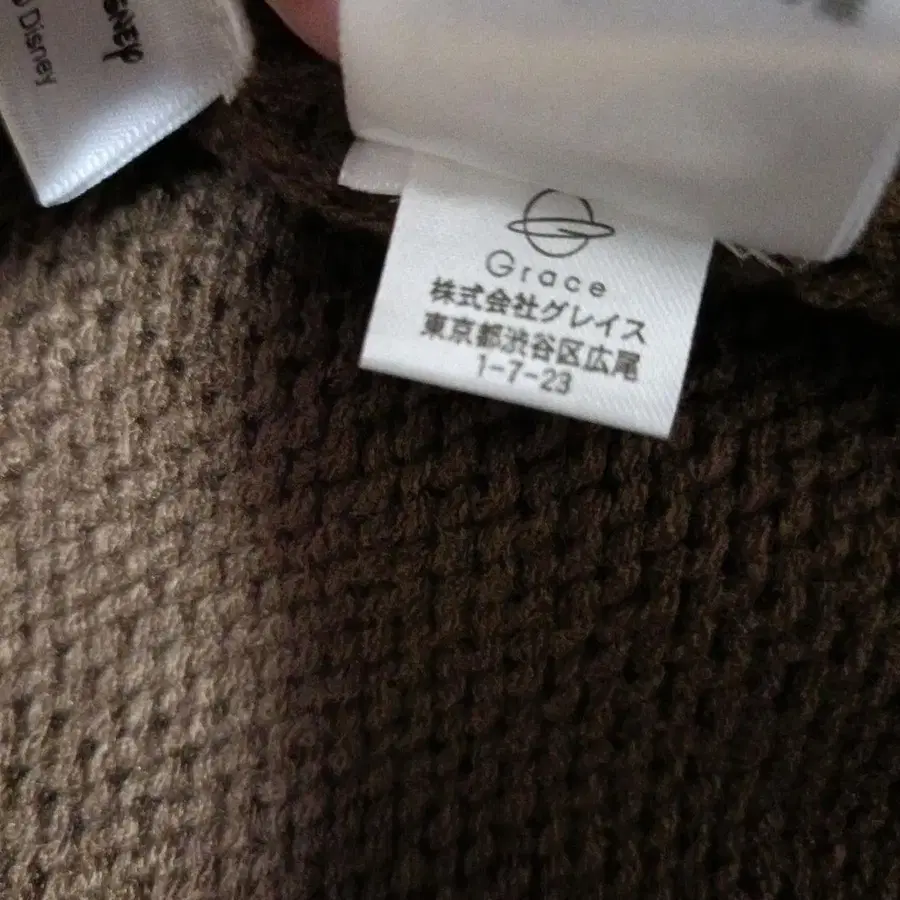 Disney
Disney
Grace
株式会社グレイス
東京都渋谷区広尾
1-7-23